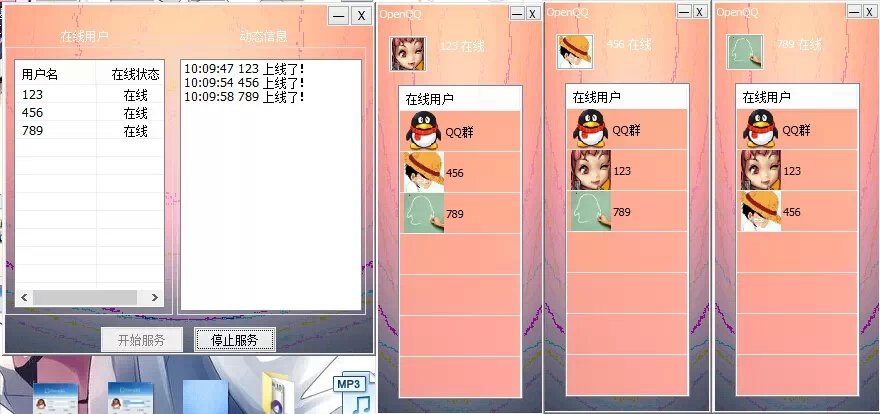 在线用户
动态信息
用户名 在线状态
123 在线
456 在线
789 在线
10:09:47 123 上线了!
10:09:54 456 上线了!
10:09:58 789 上线了!
开始服务
停止服务
MP3
OpenQQ
123 在线
在线用户
QQ群
456
789
OpenQQ
456 在线
在线用户
QQ群
123
789
OpenQQ
789 在线
在线用户
QQ群
123
456